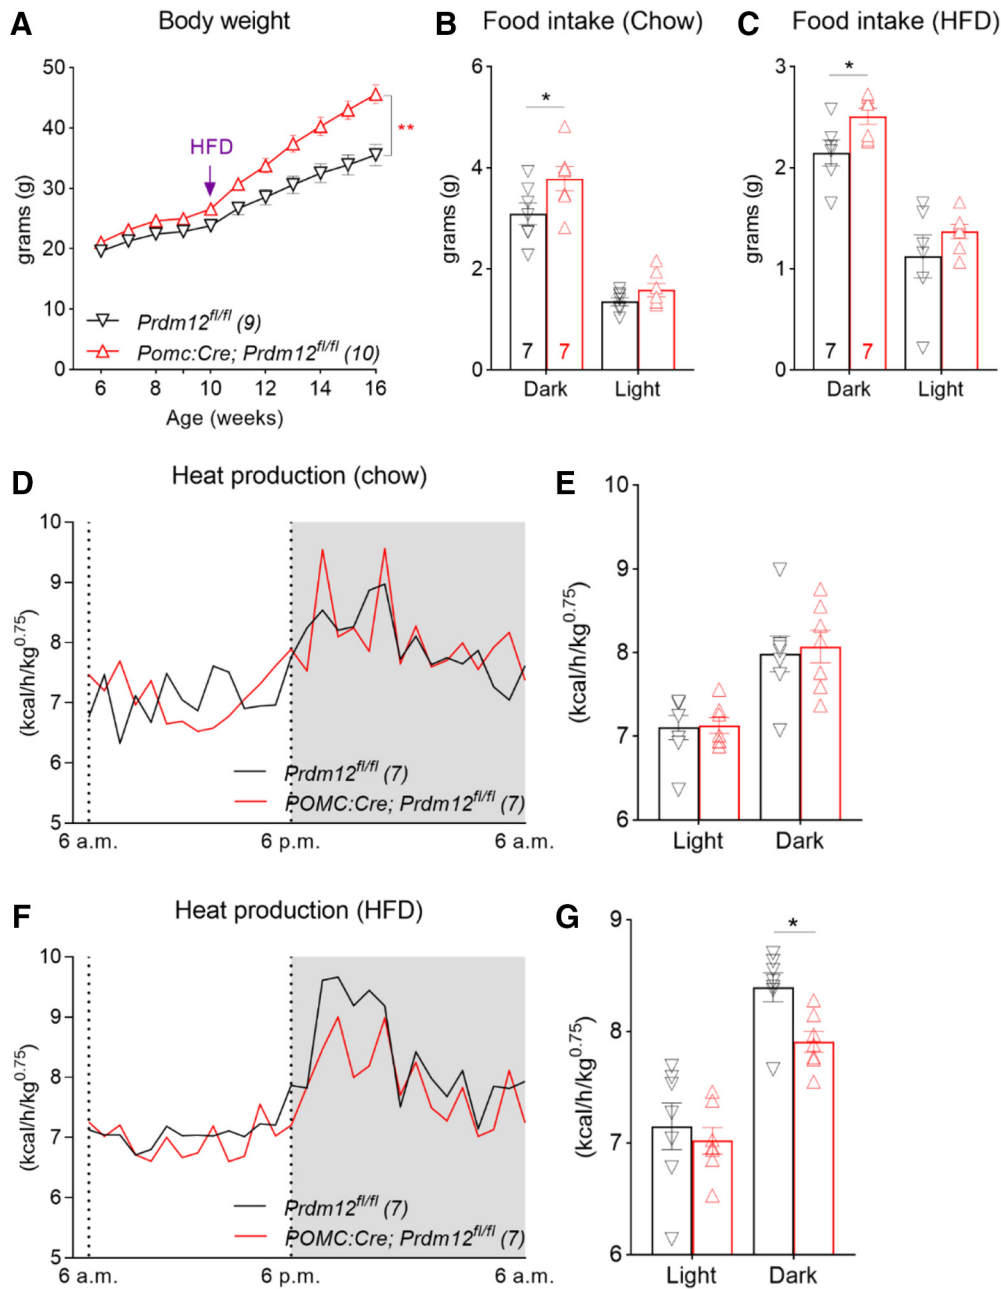 A Body weight
50
40
30
20
10
0
grams (g)
HFD
**
Prdm12fl/fl (9)
Pomc:Cre; Prdm12fl/fl (10)
6 8 10 12 14 16
Age (weeks)
B Food intake (Chow)
6
4
2
0
grams (g)
*
7 7
Dark Light
C Food intake (HFD)
3
2
1
0
grams (g)
*
7 7
Dark Light
D Heat production (chow)
10
9
8
7
6
5
(kcal/h/kg0.75)
Prdm12fl/fl (7)
POMC:Cre; Prdm12fl/fl (7)
6 a.m. 6 p.m. 6 a.m.
E
10
9
8
7
6
(kcal/h/kg0.75)
Light Dark
F Heat production (HFD)
10
9
8
7
6
5
(kcal/h/kg0.75)
Prdm12fl/fl (7)
POMC:Cre; Prdm12fl/fl (7)
6 a.m. 6 p.m. 6 a.m.
G
9
8
7
6
(kcal/h/kg0.75)
*
Light Dark